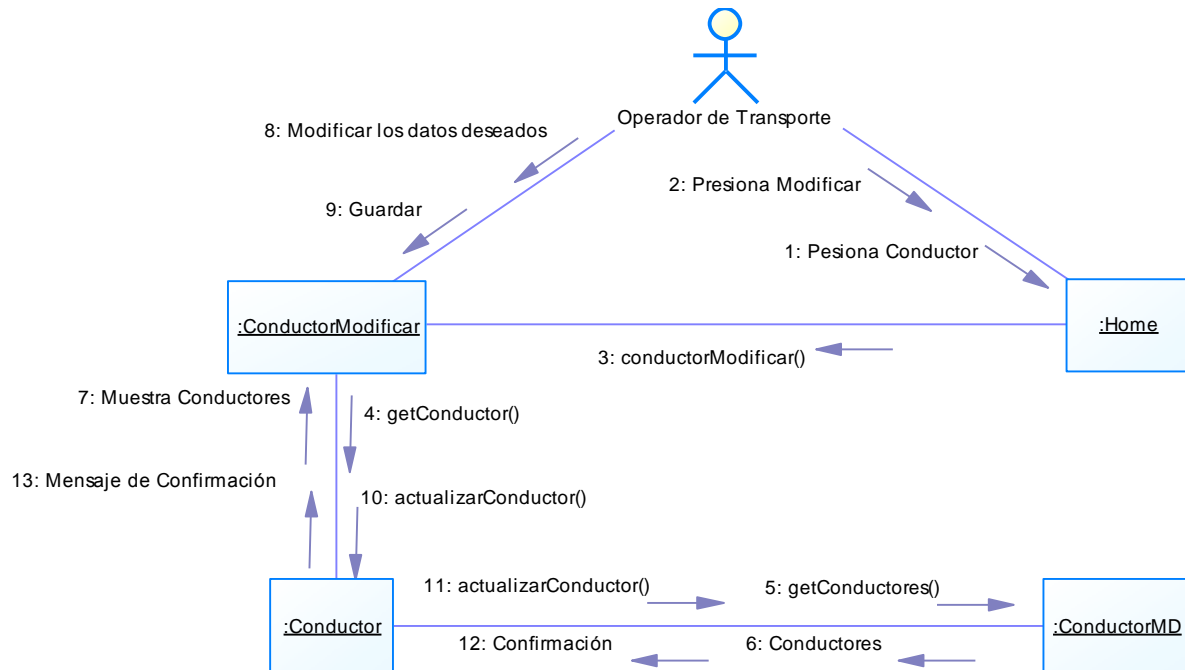 Operador de Transporte
8: Modificar los datos deseados
2: Presiona Modificar
9: Guardar
1: Pesiona Conductor
:ConductorModificar
:Home
3: conductorModificar()
7: Muestra Conductores
4: getConductor()
13: Mensaje de Confirmación
10: actualizarConductor()
11: actualizarConductor()
5: getConductores()
:Conductor
:ConductorMD
12: Confirmación
6: Conductores